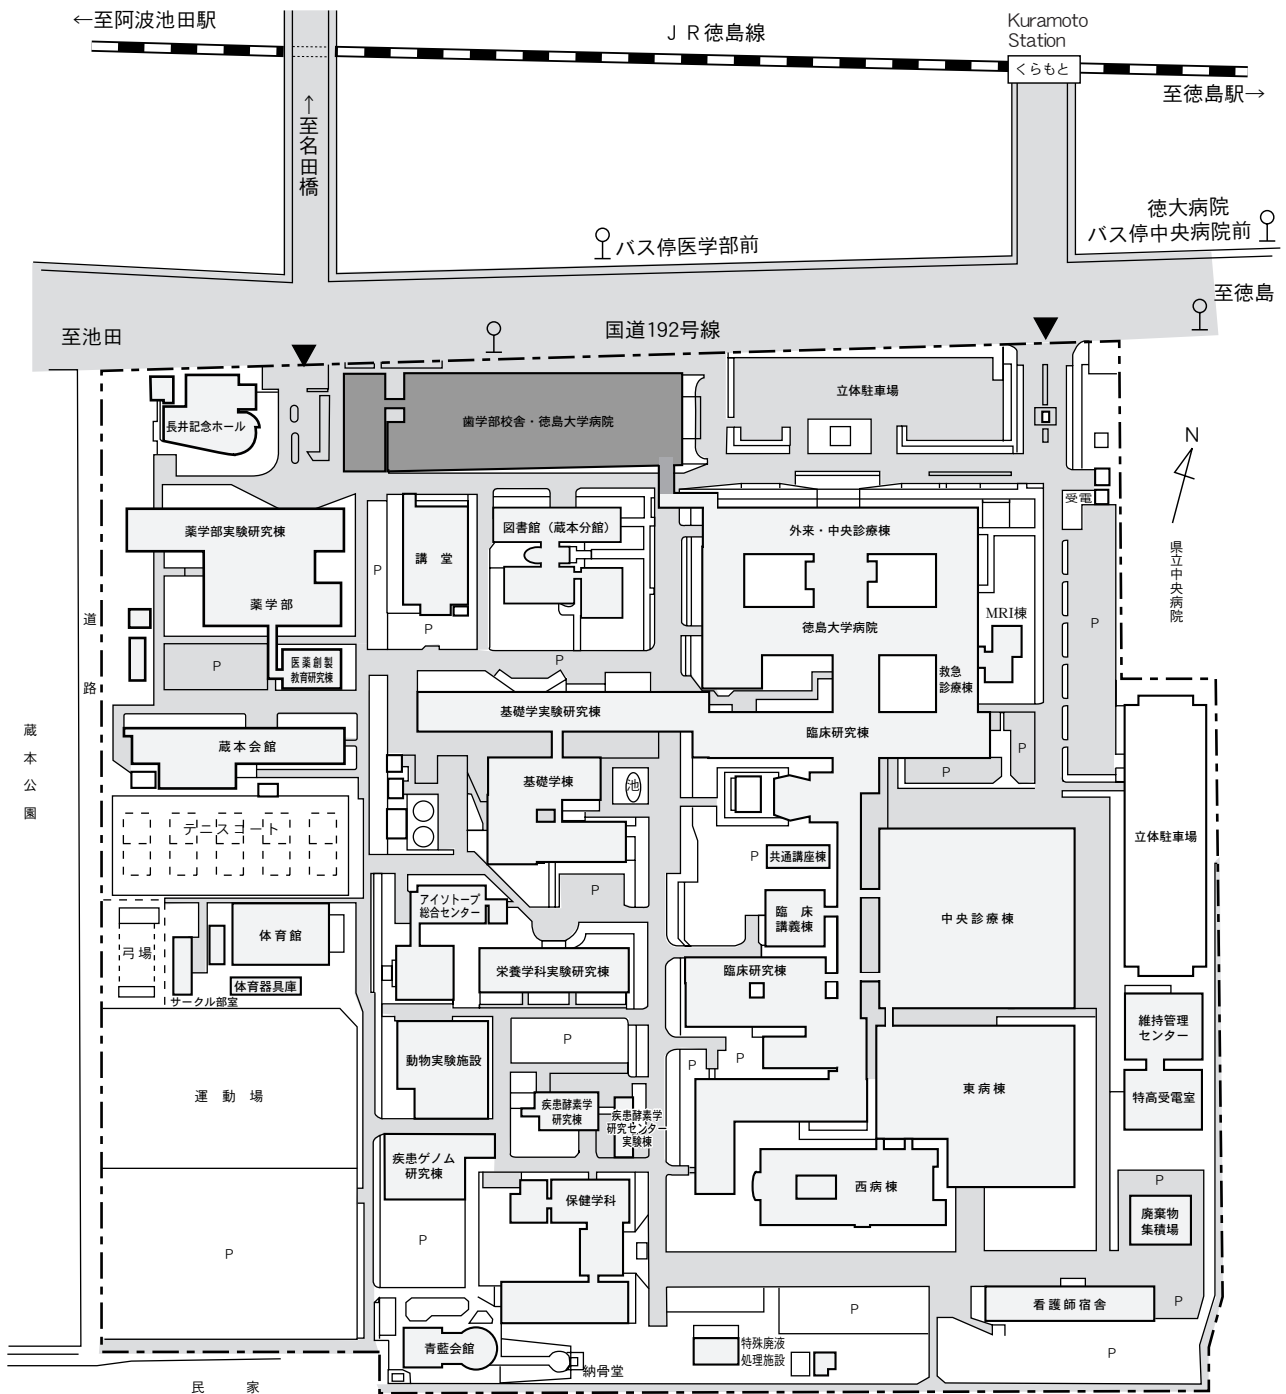 ←至阿波池田駅
ＪＲ徳島線
Kuramoto
Station
くらもと
至徳島駅→
←至名田橋
徳大病院
バス停中央病院前
バス停医学部前
至徳島
至池田
国道192号線
長井記念ホール
歯学部校舎・徳島大学病院
立体駐車場
N
受電
県立中央病院
薬学部実験研究棟
薬学部
P
講 堂
P
図書館（蔵本分館）
外来・中央診療棟
徳島大学病院
MRI棟
P
道路
P
医薬創製
教育研究棟
P
救急
診療棟
基礎学実験研究棟
臨床研究棟
蔵本公園
蔵本会館
P
P
基礎学棟
池
テニスコート
共通講座棟
P
立体駐車場
P
アイソトープ
総合センター
臨 床
講義棟
中央診療棟
弓場
体育館
体育器具庫
サークル部室
栄養学科実験研究棟
臨床研究棟
維持管理
センター
P
動物実験施設
P
P
運 動 場
疾患酵素学
研究棟
疾患酵素学
研究センター
実験棟
東病棟
特高受電室
疾患ゲノム
研究棟
保健学科
西病棟
P
廃棄物
集積場
P
P
看護師宿舎
P
P
P
青藍会館
納骨堂
特殊廃液
処理施設
民 家